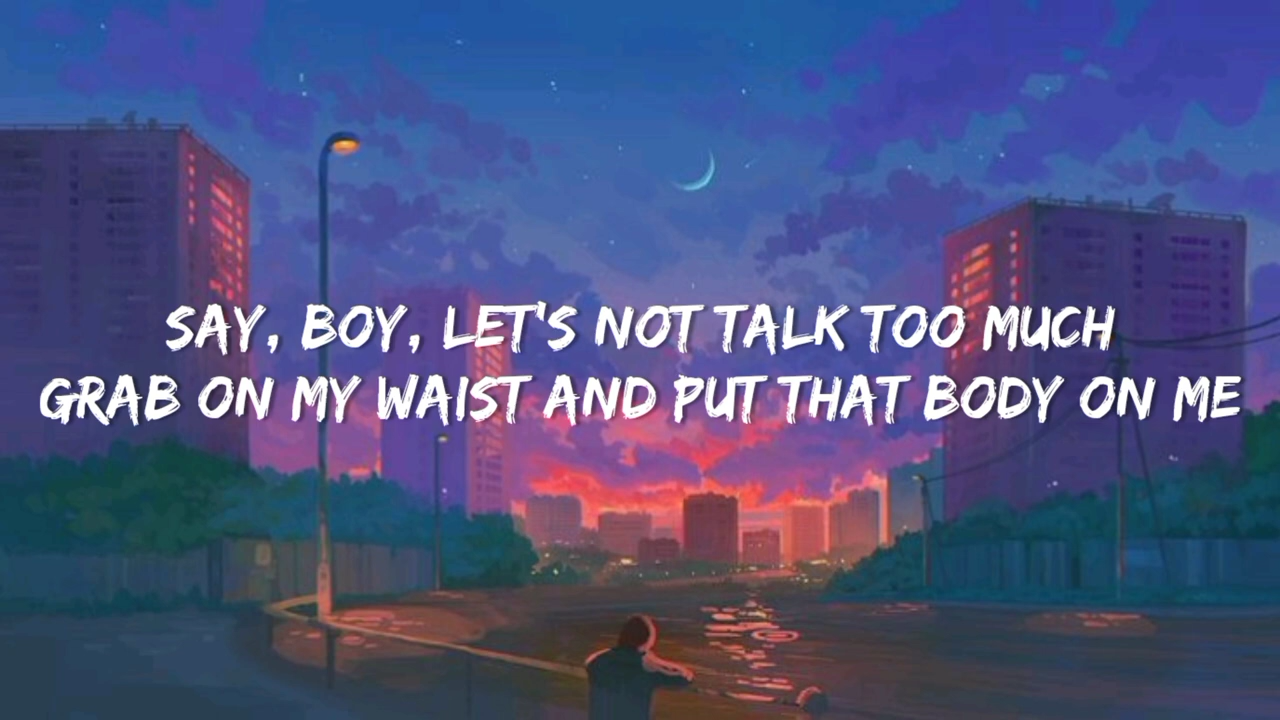 SAY, BOY, LET'S NOT TALK TOO MUCH
GRAB ON MY WAIST AND PUT THAT BODY ON ME